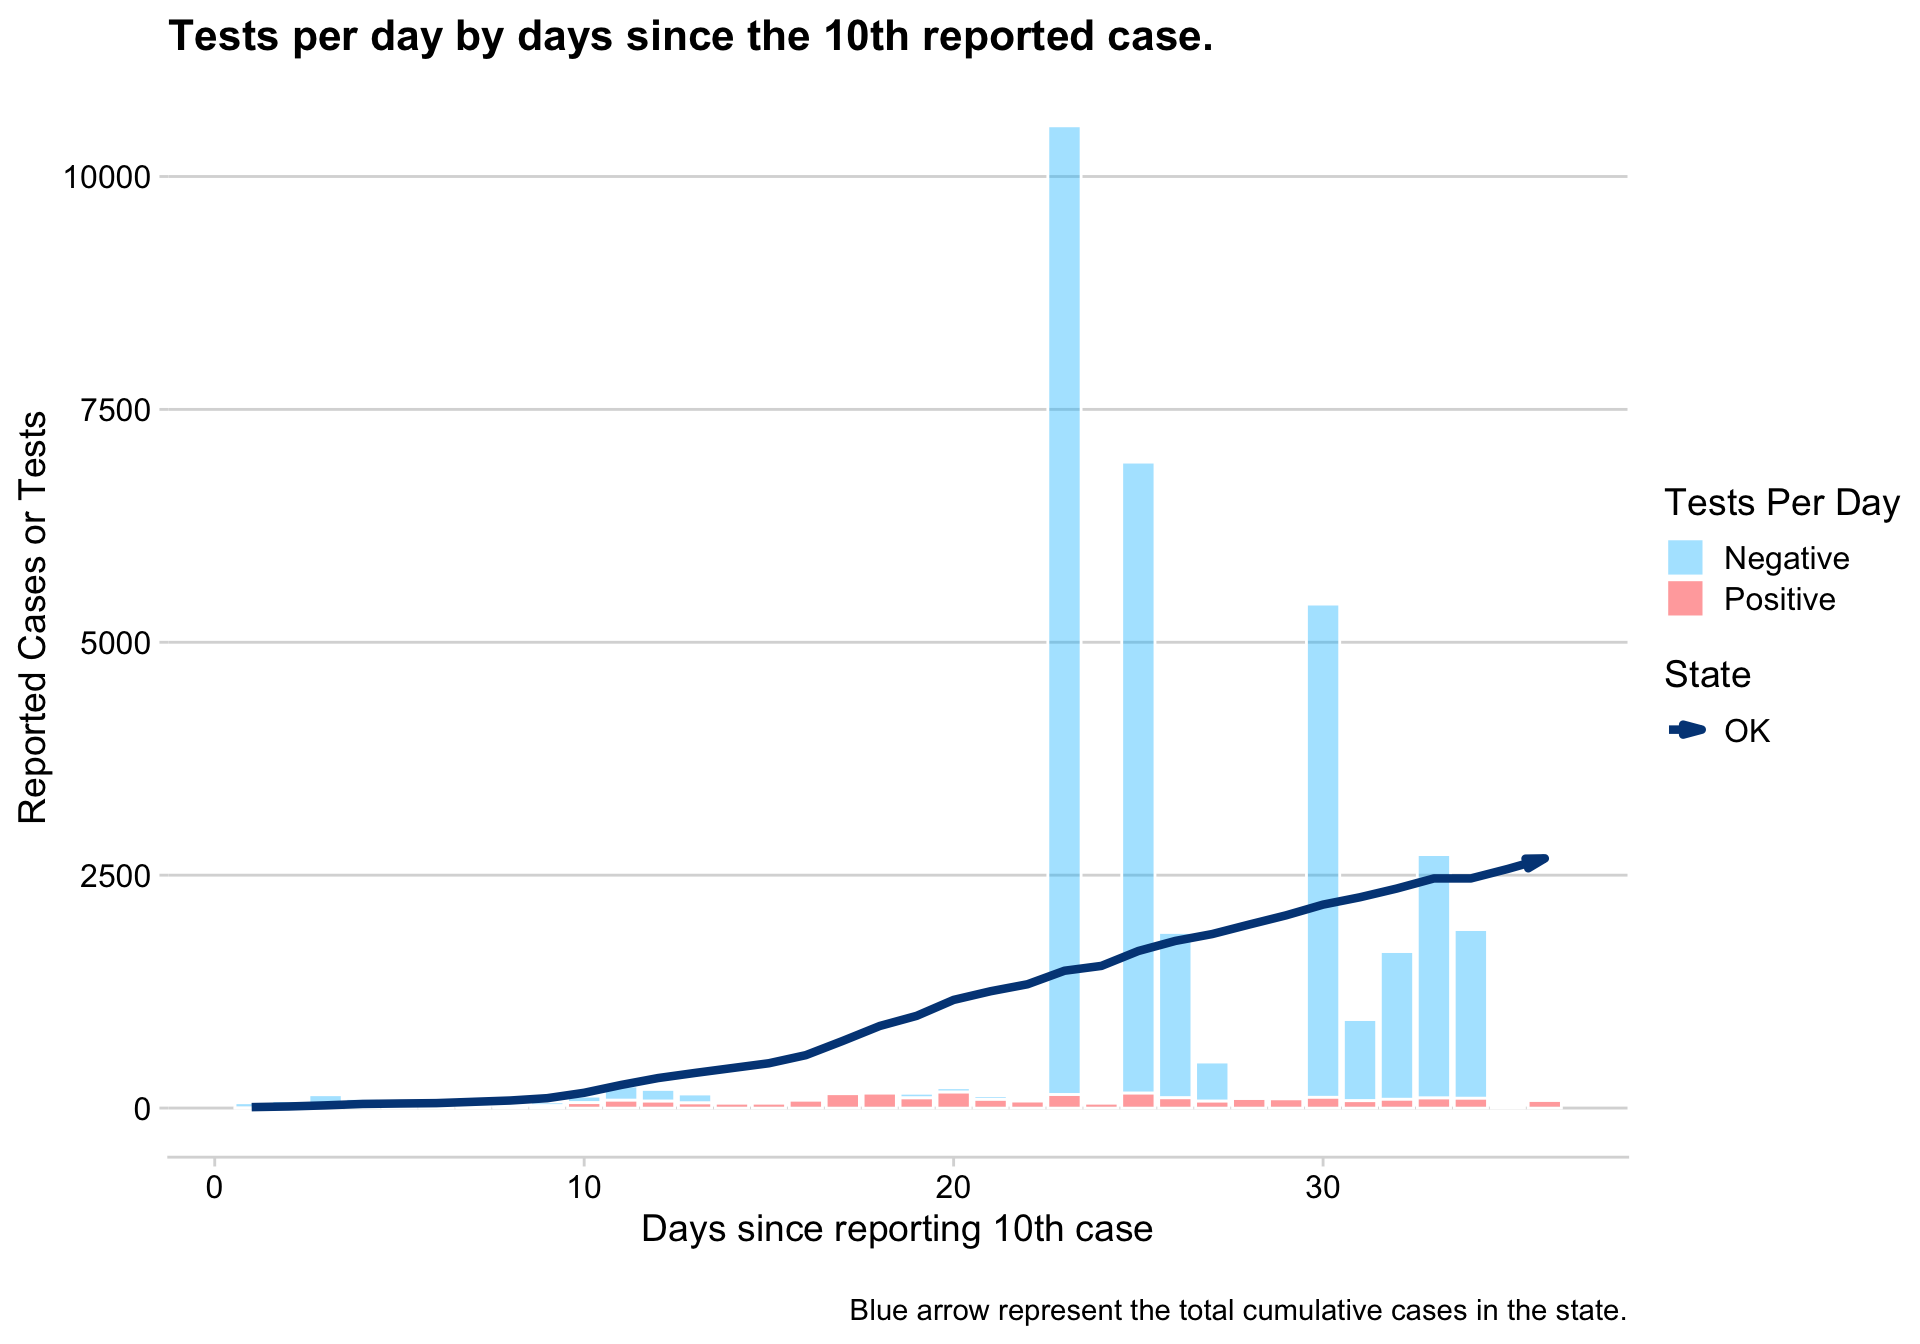 Tests per day by days since the 10th reported case.
10000
7500
5000
2500
0
Reported Cases or Tests
0
10
20
30
Days since reporting 10th case
Tests Per Day
Negative
Positive
State
OK
Blue arrow represent the total cumulative cases in the state.